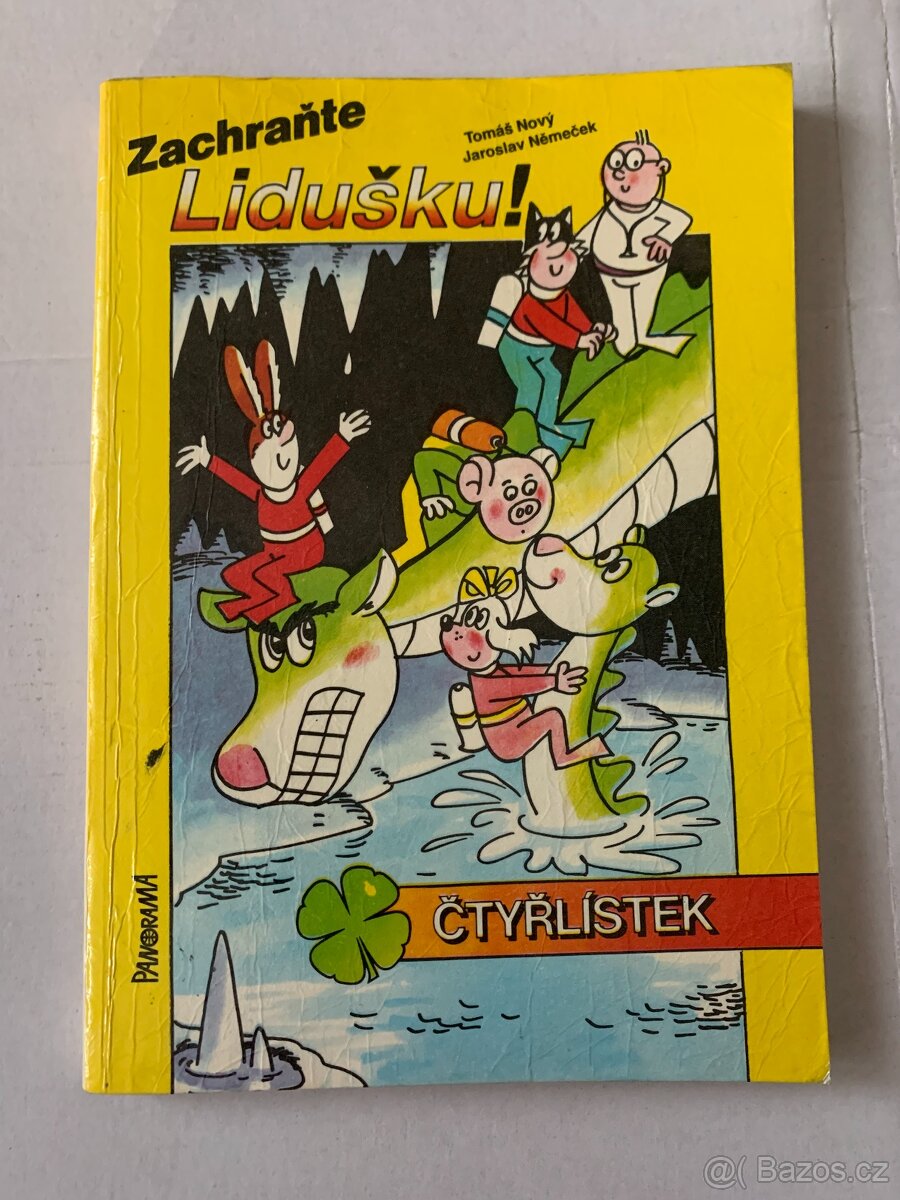 Zachraňte
Lidušku!
Tomáš Nový
Jaroslav Němeček
ČTYŘLÍSTEK
PANORAMA
@( Bazos.cz